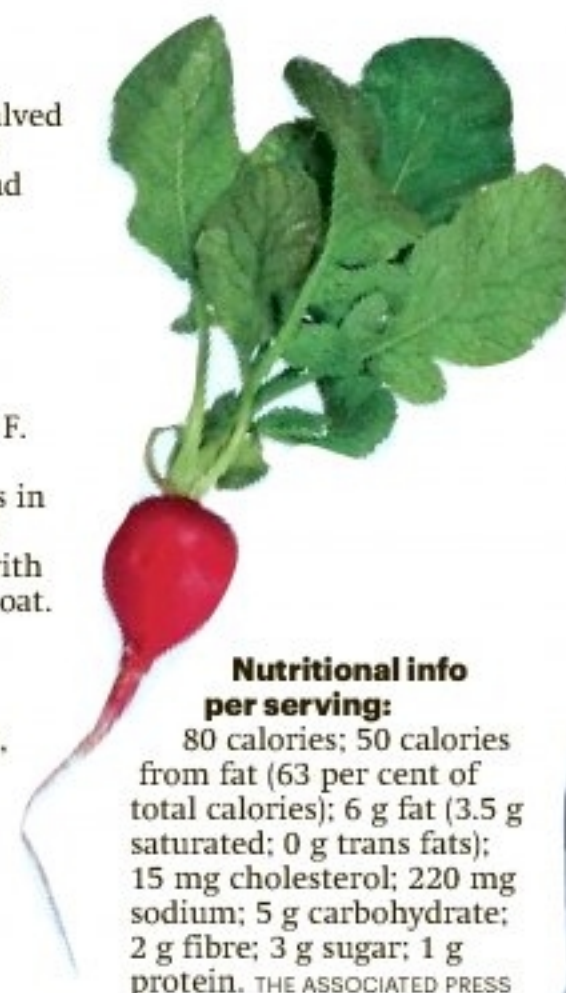 F.
s in
Nutritional info
per serving:
80 calories; 50 calories
from fat (63 per cent of
total calories); 6 g fat (3.5 g
saturated; 0 g trans fats);
15 mg cholesterol; 220 mg
sodium; 5 g carbohydrate;
2 g fibre; 3 g sugar; 1 g
protein. THE ASSOCIATED PRESS